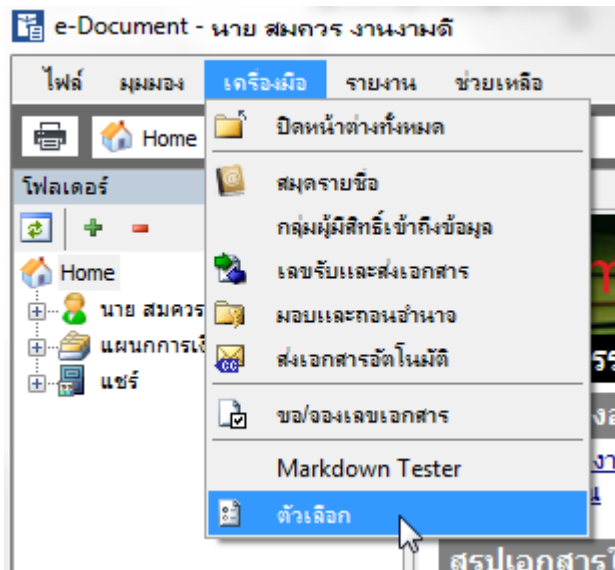 e-Document - นาย สมควร งานงามดี
ไฟล์ มุมมอง เครื่องมือ รายงาน ช่วยเหลือ
Home
ปิดหน้าต่างทั้งหมด
โฟลเดอร์
สมุดรายชื่อ
กลุ่มผู้มีสิทธิ์เข้าถึงข้อมูล
Home
เลขรับและส่งเอกสาร
นาย สมควร
มอบและถอนอำนาจ
แผนกการเงิ
ส่งเอกสารอัตโนมัติ
แชร์
ขอ/จองเลขเอกสาร
Markdown Tester
ตัวเลือก
สรุปเอกสารใ